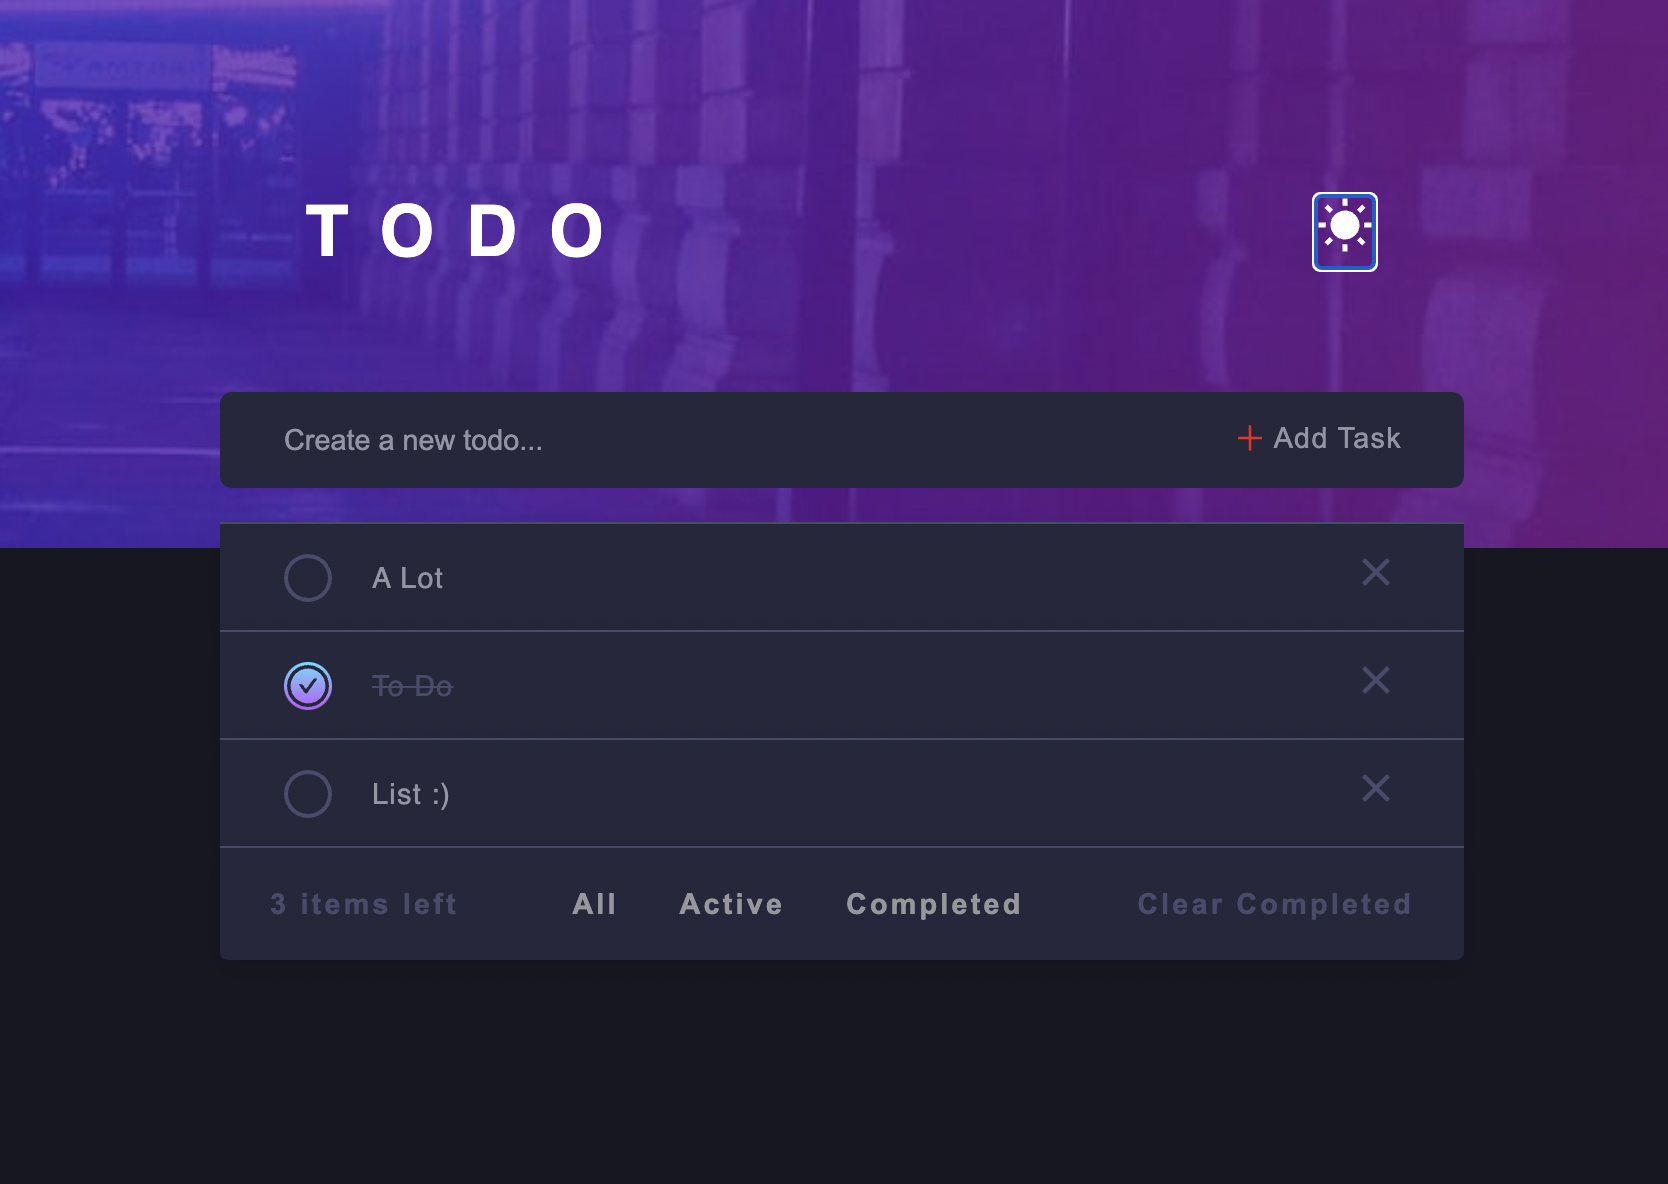 TODO
Create a new todo...
Add Task
A Lot
To Do
List :)
3 items left
All
Active
Completed
Clear Completed